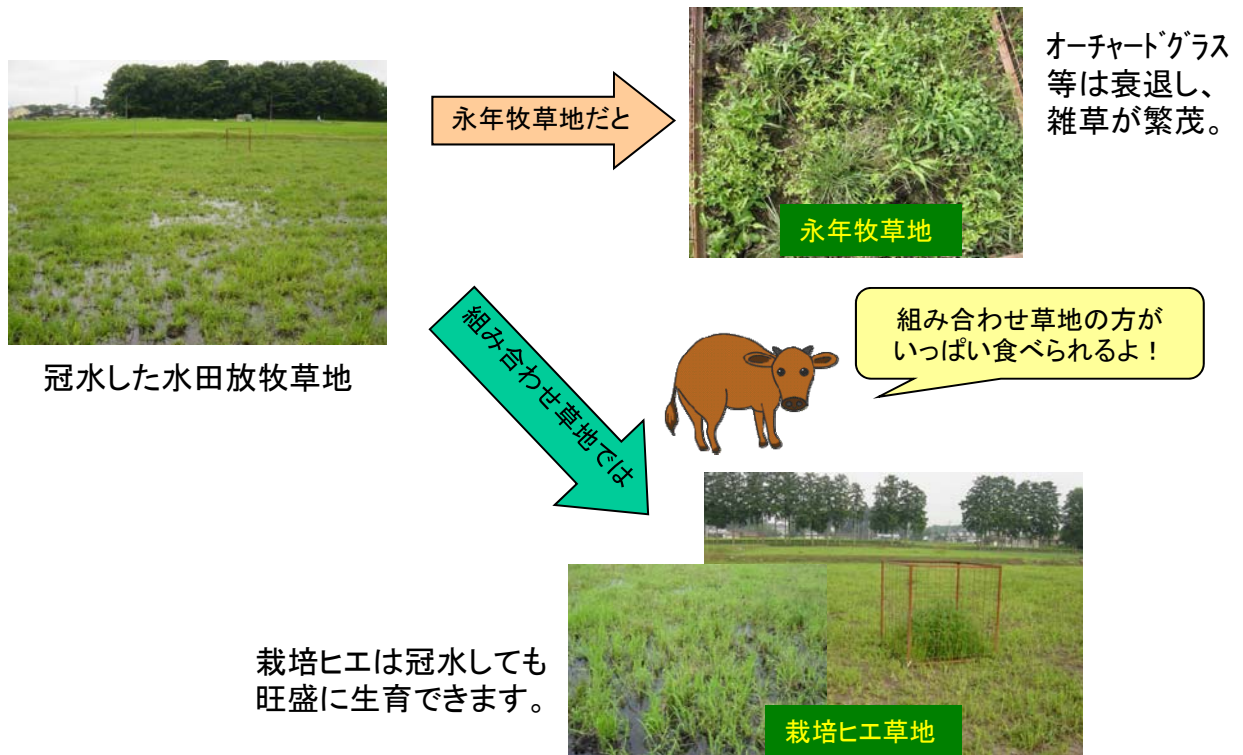 永年牧草地だと
オーチャードグラス
等は衰退し、
雑草が繁茂。
永年牧草地
冠水した水田放牧草地
組み合わせ草地では
組み合わせ草地の方が
いっぱい食べられるよ！
栽培ヒエは冠水しても
旺盛に生育できます。
栽培ヒエ草地